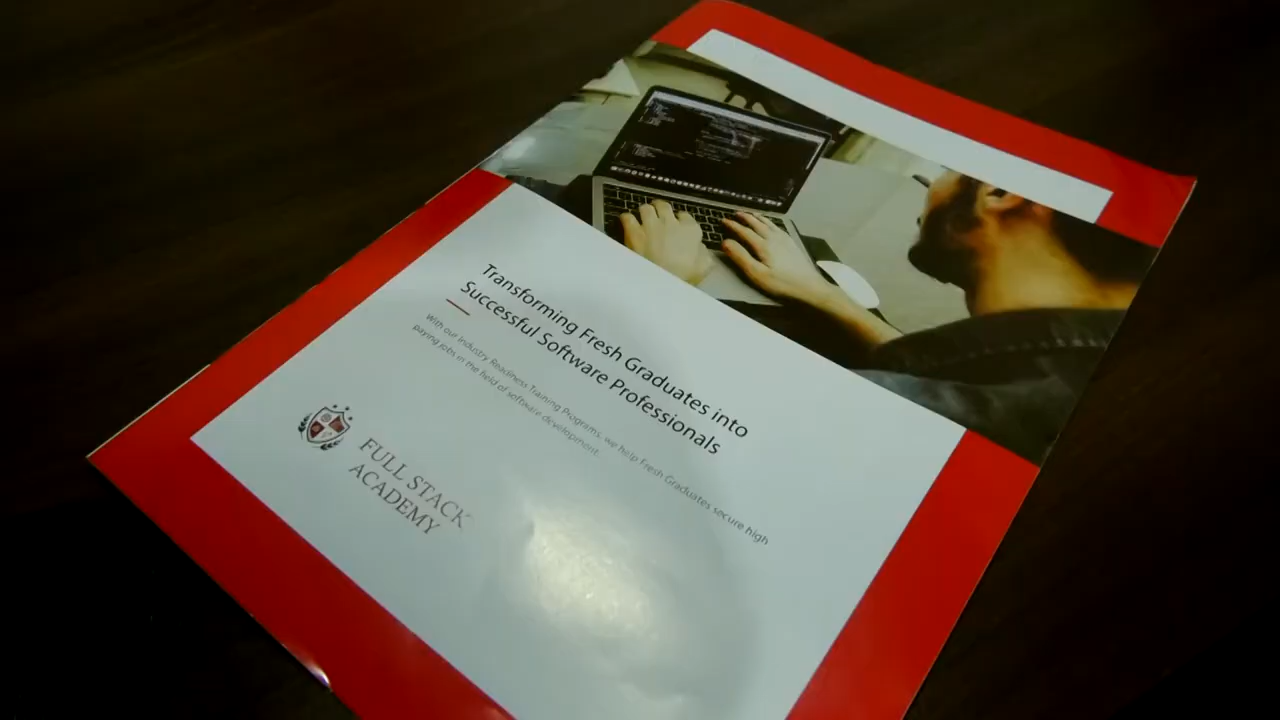 Transforming Fresh Graduates into
Successful Software Professionals
With our Industry Readiness Training Programs, we help Fresh Graduates secure high
paying jobs in the field of software development.
FULL STACK
ACADEMY